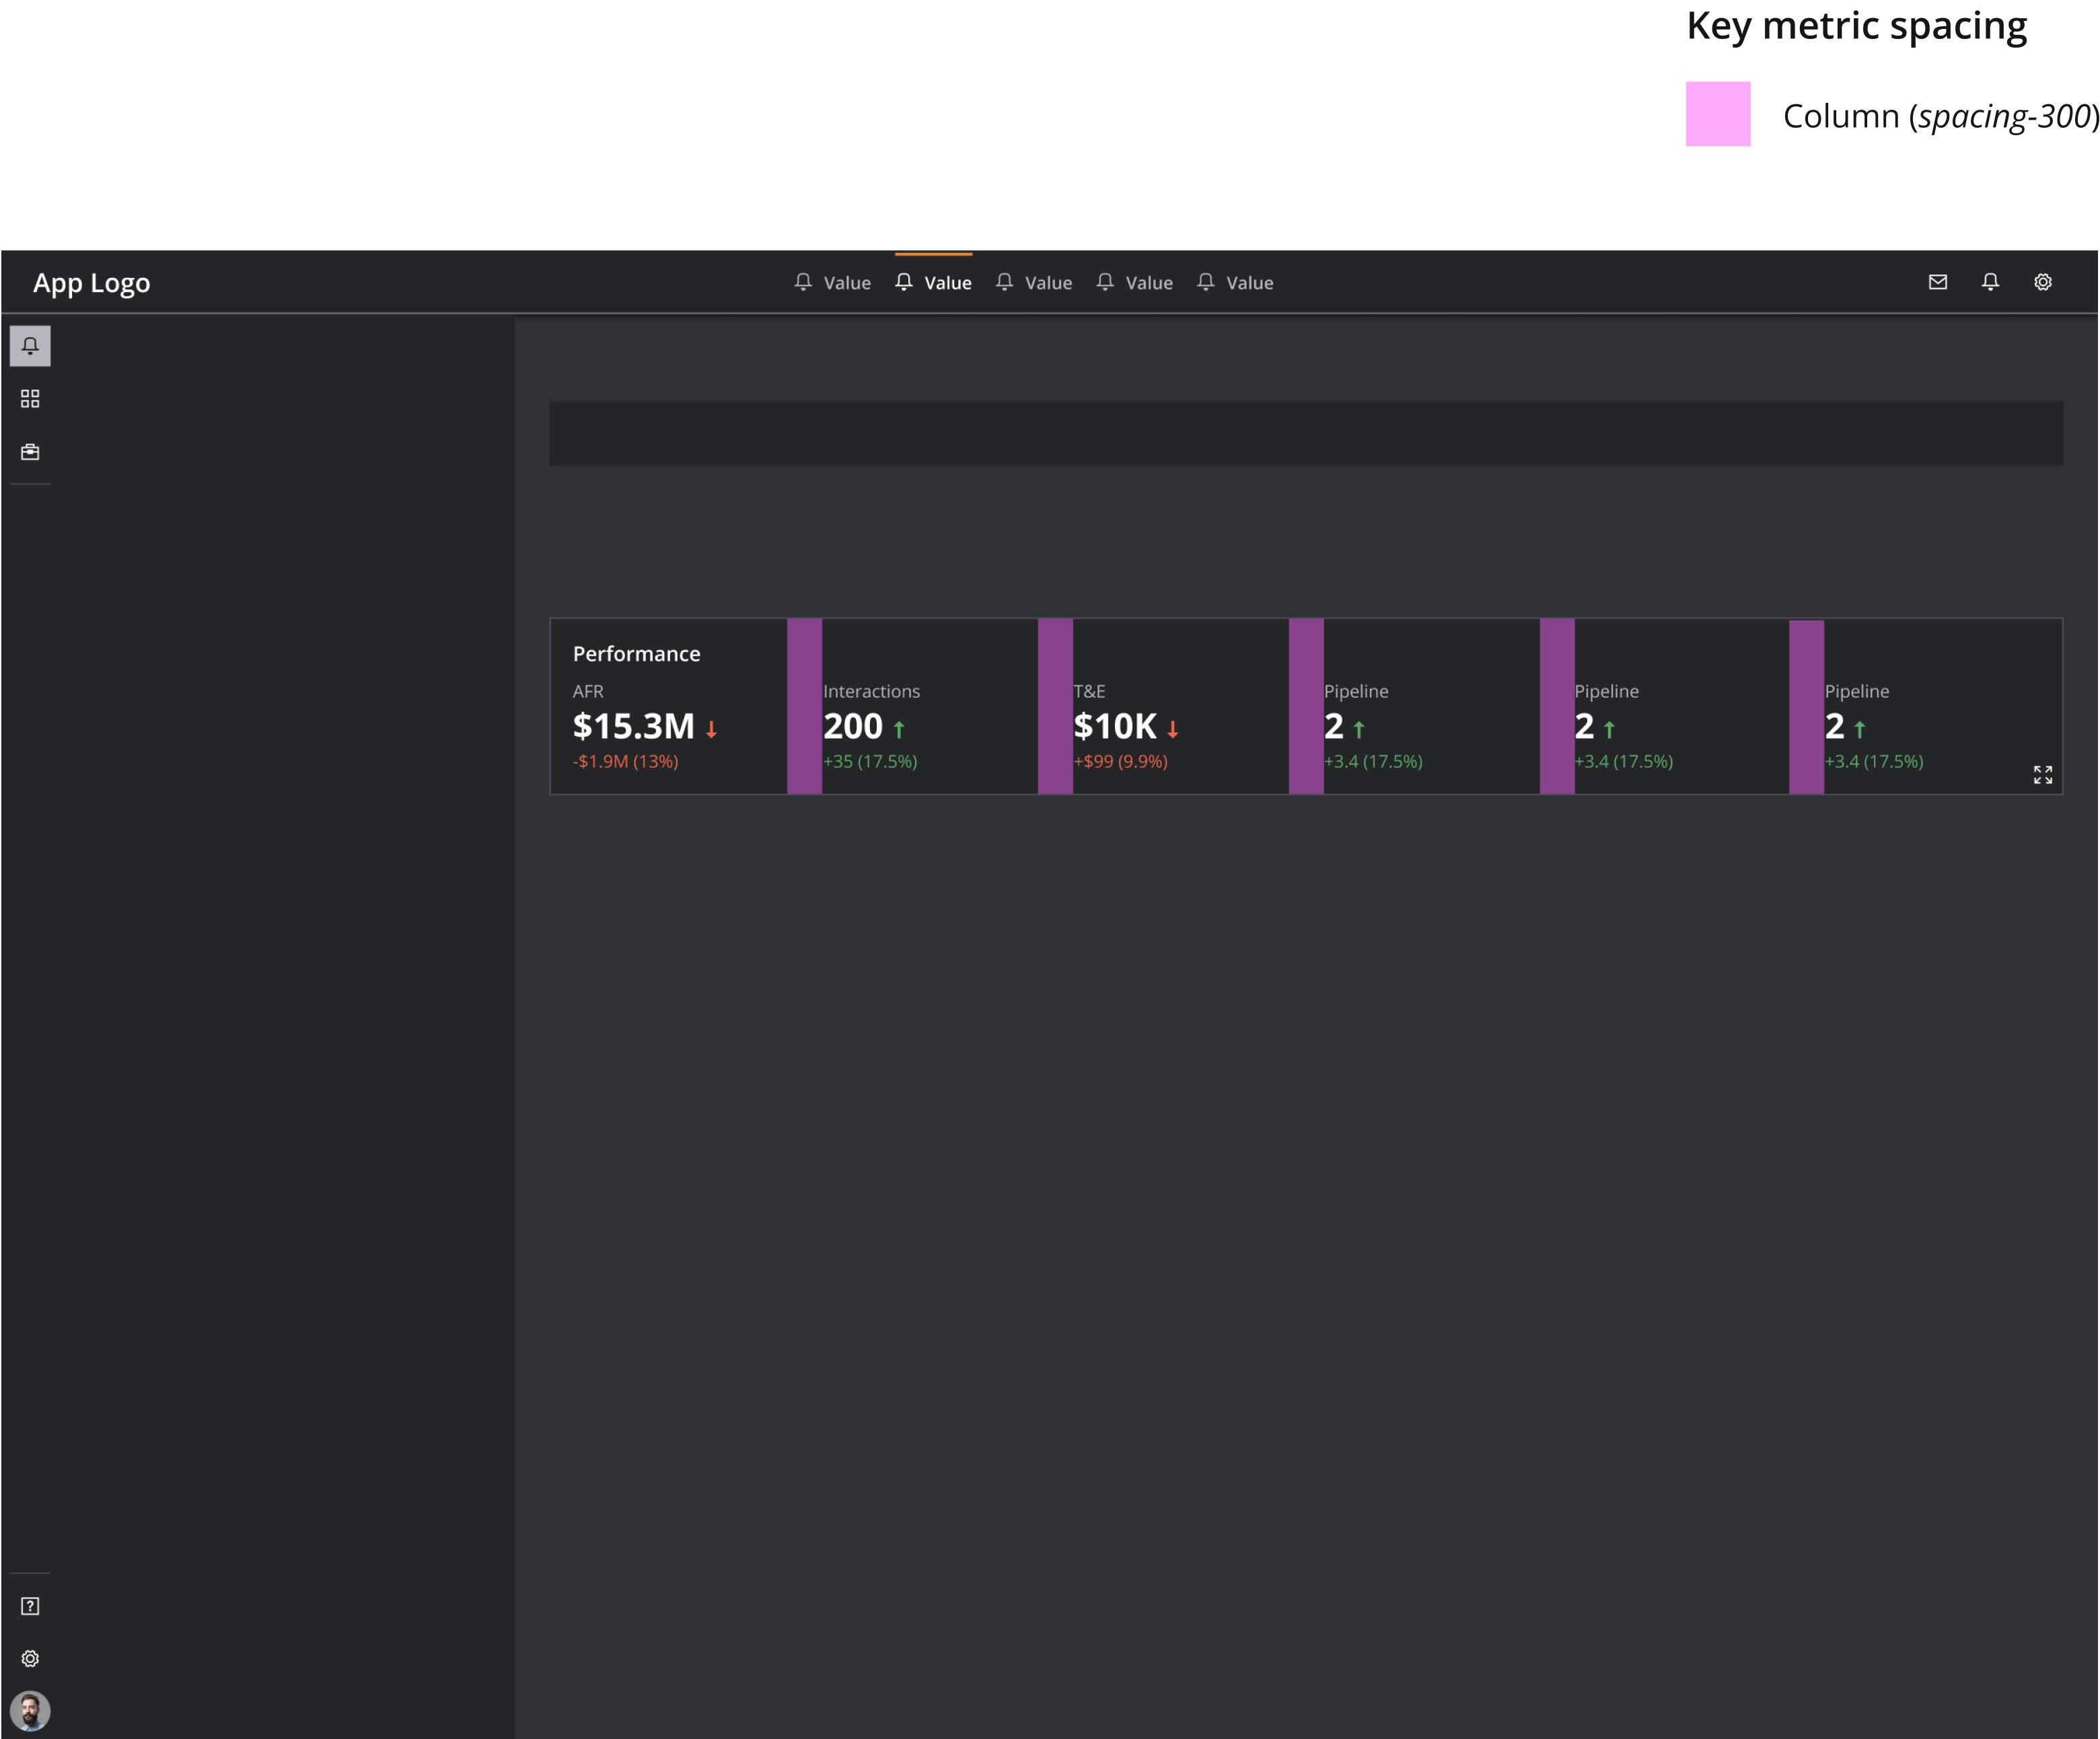 Key metric spacing
Column (spacing-300)
App Logo
Value Value Value Value Value
Performance
AFR Interactions T&E Pipeline Pipeline Pipeline
$15.3M 200 $10K 2 2 2
-$1.9M (13%) +35 (17.5%) +$99 (9.9%) +3.4 (17.5%) +3.4 (17.5%) +3.4 (17.5%)